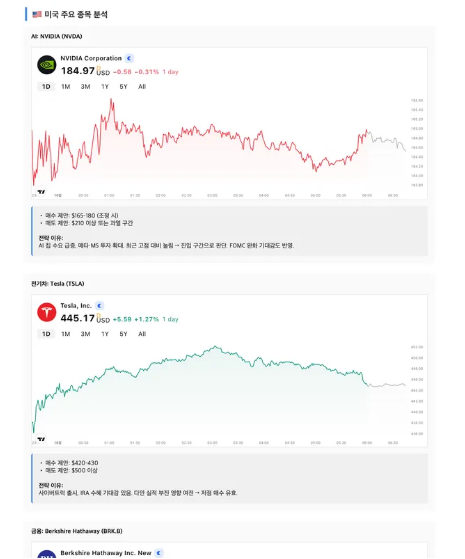 미국 주요 종목 분석
AI: NVIDIA (NVDA)
NVIDIA Corporation
184.97 USD −0.58 −0.31% 1 day
1D 1M 3M 1Y 5Y All
• 매수 제안: $165-180 (조정 시)
• 매도 제안: $210 이상 또는 과열 구간
전략 이유:
AI 칩 수요 급증, 메타·MS 투자 확대. 최근 고점 대비 눌림 → 진입 구간으로 판단. FOMC 완화 기대감도 반영.
전기차: Tesla (TSLA)
Tesla, Inc.
445.17 USD +5.59 +1.27% 1 day
1D 1M 3M 1Y 5Y All
• 매수 제안: $420-430
• 매도 제안: $500 이상
전략 이유:
사이버트럭 출시, IRA 수혜 기대감 있음. 다만 실적 부진 영향 여전 → 저점 매수 유효.
금융: Berkshire Hathaway (BRK.B)
Berkshire Hathaway Inc. New